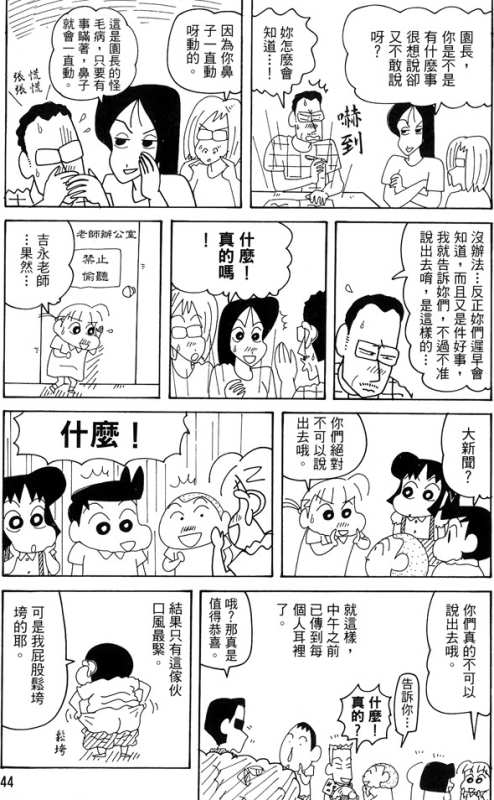 園長，
你是不是
有什麼事
很想說卻
又不敢說
呀？
嚇到
妳怎麼會
知道…！
因為你鼻
子一直動
呀動的。
這是園長的怪
毛病，只要有
事瞞著，鼻子
就會一直動。
慌慌
張張
沒辦法…反正妳們遲早會
知道，而且又是件好事，
我就告訴妳們，不過不准
說出去唷，是這樣的…
什麼！
真的嗎
！
老師辦公室
禁止
偷聽
吉永老師
…果然…
大新聞？
你們絕對
不可以說
出去哦。
什麼！
你們真的不可以
說出去哦。
告訴你…
什麼！
真的？
就這樣，
中午之前
已傳到每
個人耳裡
了。
哦？那真是
值得恭喜。
結果只有這傢伙
口風最緊。
可是我屁股鬆垮
垮的耶。
鬆垮
44